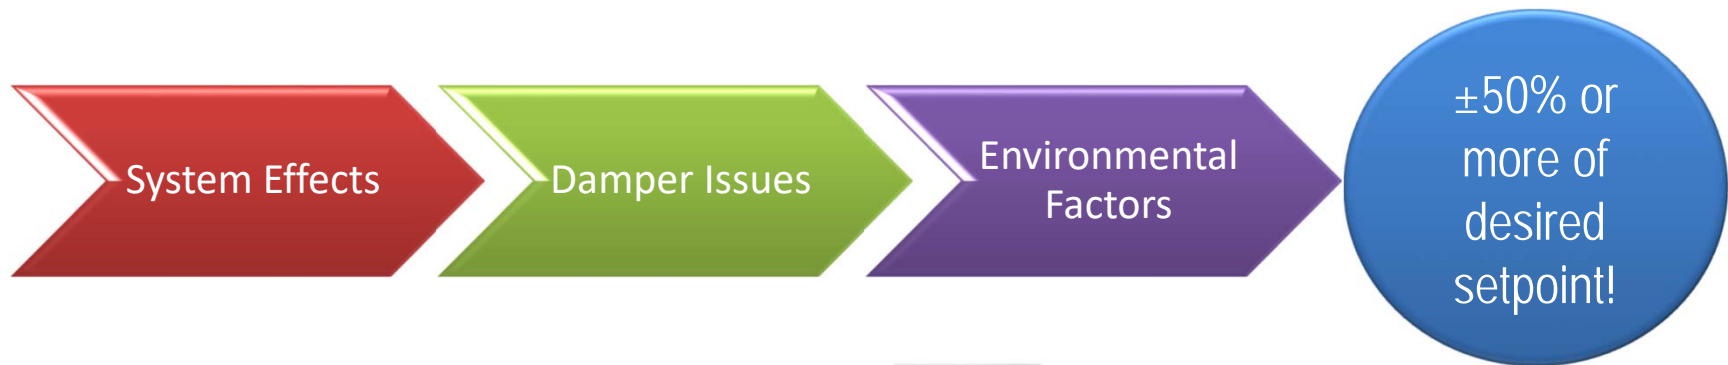 System Effects
Damper Issues
Environmental
Factors
±50% or
more of
desired
setpoint!